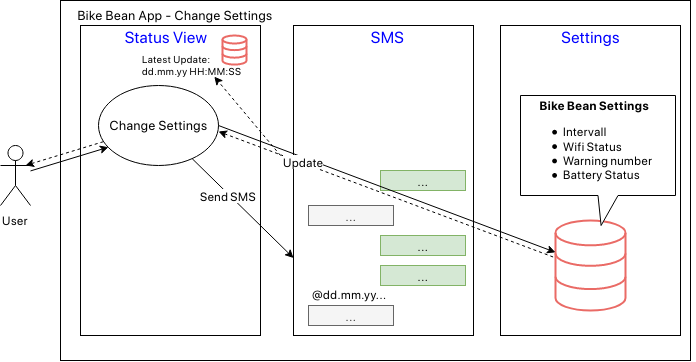 Bike Bean App - Change Settings
Status View
SMS
Settings
Latest Update:
dd.mm.yy HH:MM:SS
Bike Bean Settings
Intervall
Wifi Status
Warning number
Battery Status
Change Settings
Update
User
Send SMS
...
...
...
...
@dd.mm.yy...
...